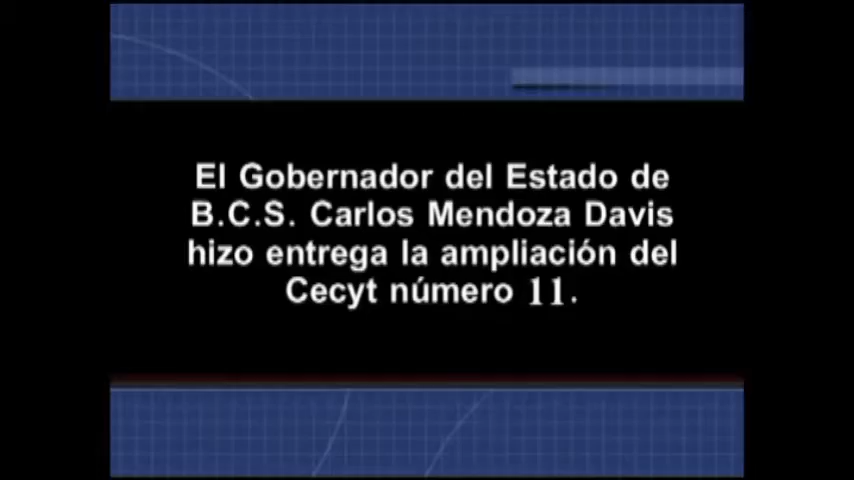 El Gobernador del Estado de
B.C.S. Carlos Mendoza Davis
hizo entrega la ampliación del
Cecyt número 11.